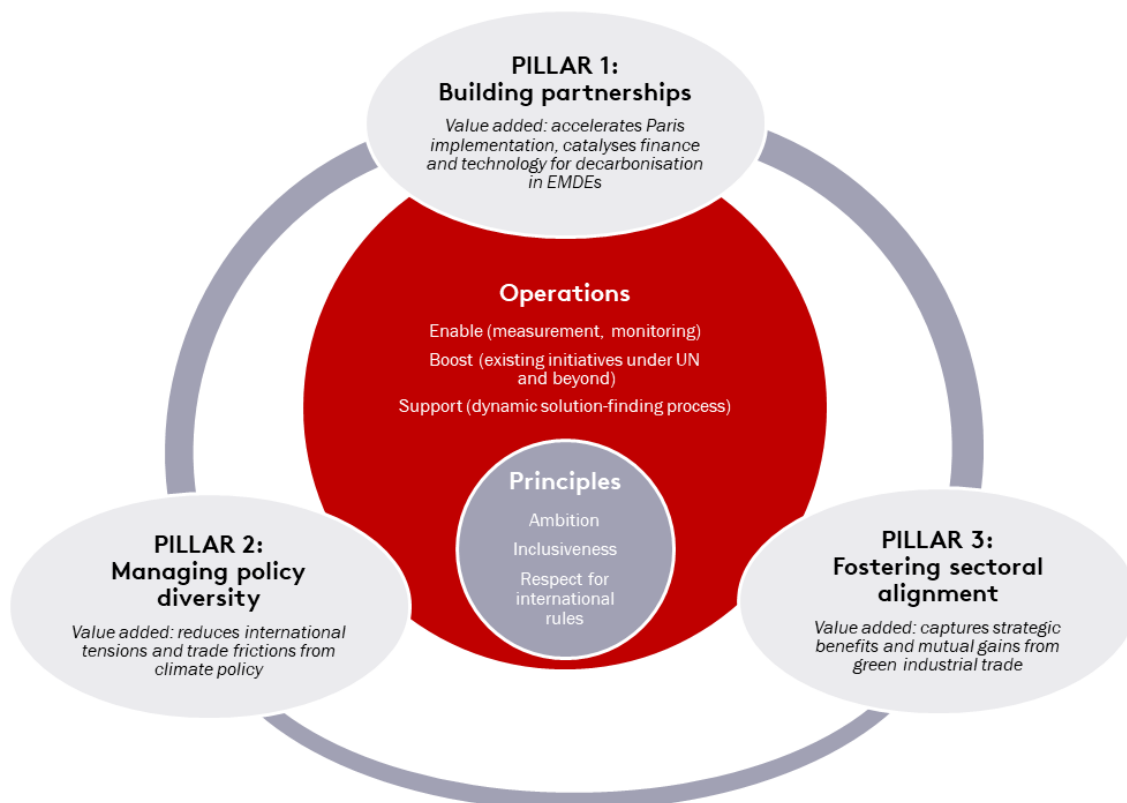 PILLAR 1:
Building partnerships
Value added: accelerates Paris
implementation, catalyses finance
and technology for decarbonisation
in EMDEs
Operations
Enable (measurement, monitoring)
Boost (existing initiatives under UN
and beyond)
Support (dynamic solution-finding process)
Principles
Ambition
Inclusiveness
Respect for
international
rules
PILLAR 2:
Managing policy
diversity
Value added: reduces international
tensions and trade frictions from
climate policy
PILLAR 3:
Fostering sectoral
alignment
Value added: captures strategic
benefits and mutual gains from
green industrial trade